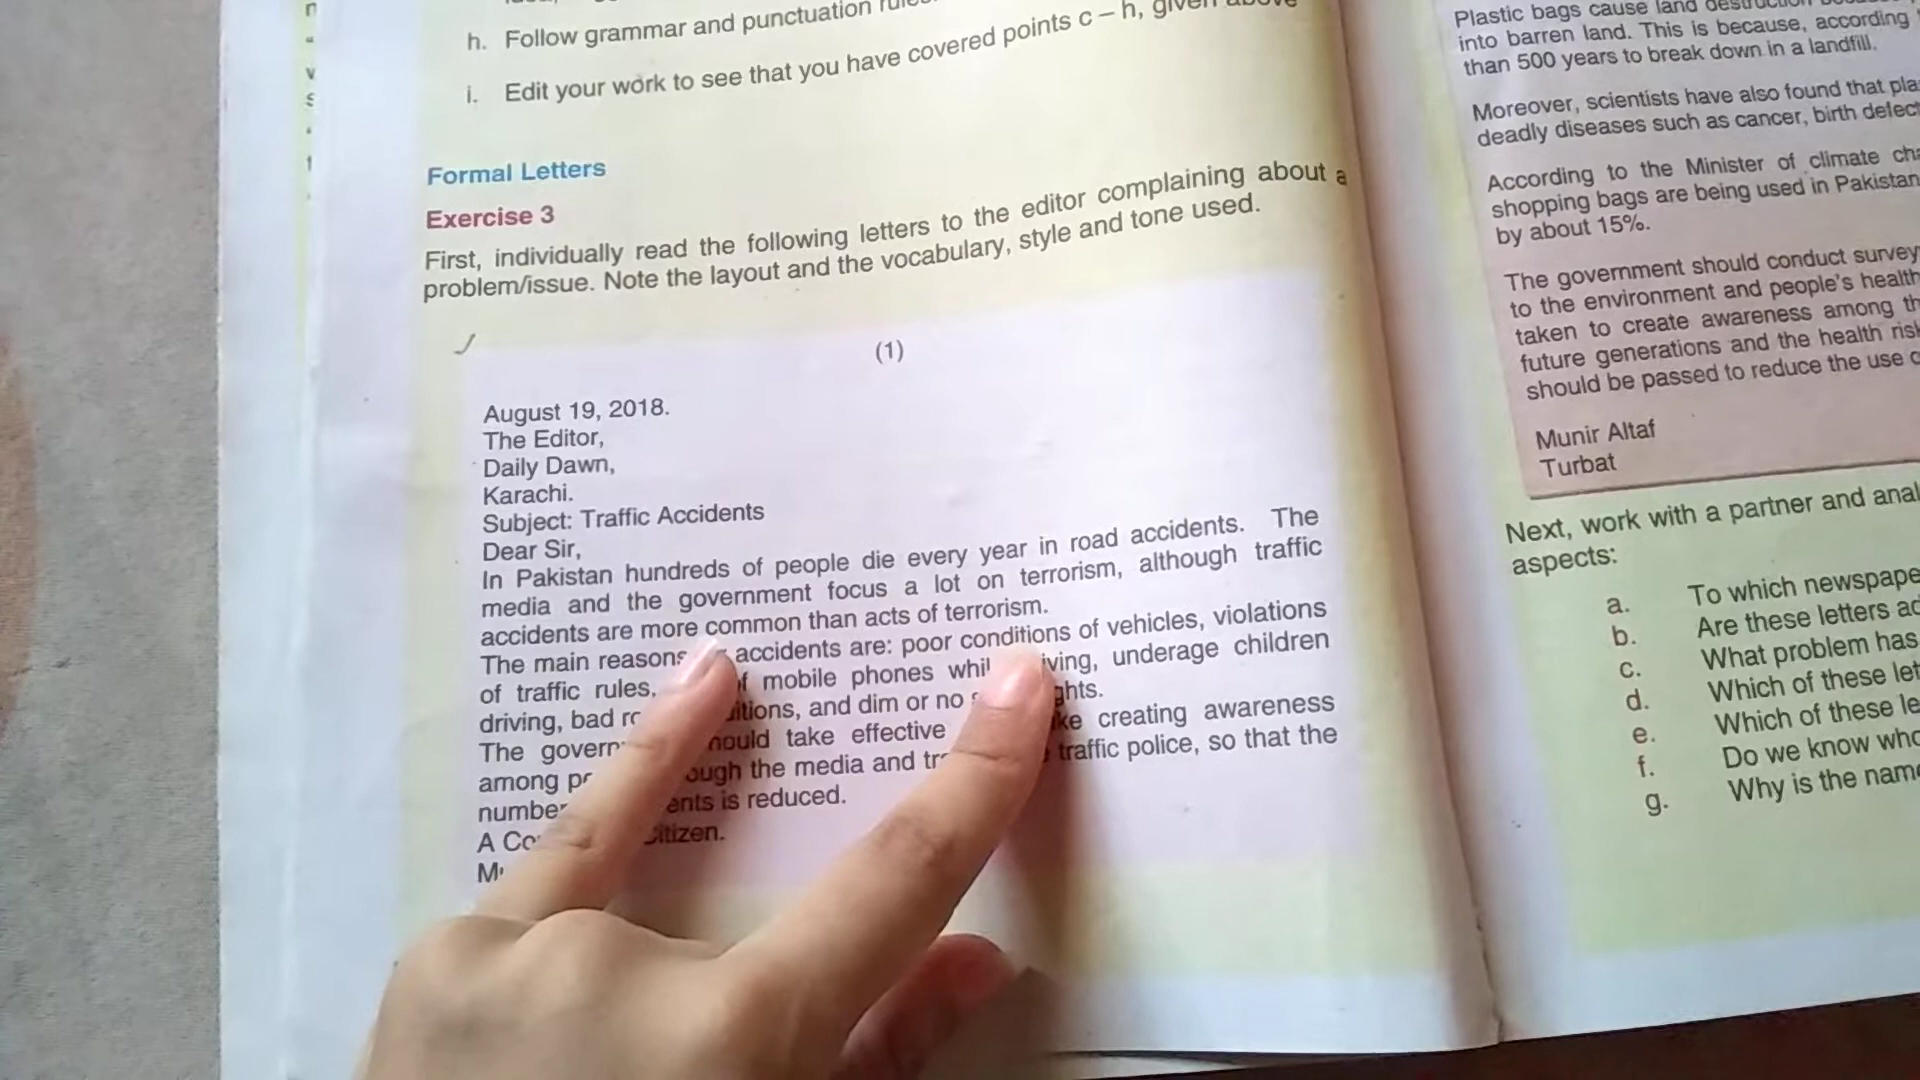 h. Follow grammar and punctuation
i. Edit your work to see that you have covered points c – h, given above
Formal Letters
Exercise 3
First, individually read the following letters to the editor complaining about a
problem/issue. Note the layout and the vocabulary, style and tone used.
(1)
August 19, 2018.
The Editor,
Daily Dawn,
Karachi.
Subject: Traffic Accidents
Dear Sir,
In Pakistan hundreds of people die every year in road accidents. The
media and the government focus a lot on terrorism, although traffic
accidents are more common than acts of terrorism.
The main reasons accidents are: poor conditions of vehicles, violations
of traffic rules, mobile phones underage children
driving, bad and dim or no
The should take effective creating awareness
among the media and traffic police, so that the
is reduced.
A
Plastic bags cause land
into barren land. This is because, according
than 500 years to break down in a landfill.
Moreover, scientists have also found that
deadly diseases such as cancer, birth
According to the Minister of climate
shopping bags are being used in Pakistan
by about 15%.
The government should conduct
to the environment and people's health
taken to create awareness among
future generations and the health
should be passed to reduce the use
Munir Altaf
Turbat
Next, work with a partner and
aspects:
a. To which
b. Are these letters
c. What problem has
d. Which of these
e. Which of these
f. Do we know
g. Why is the